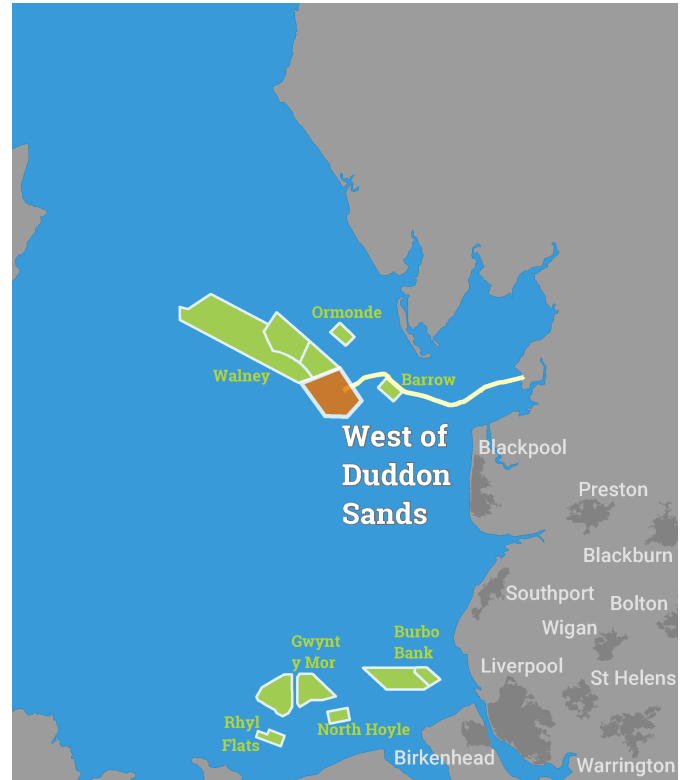 Ormonde
Walney
Barrow
West of
Duddon
Sands
Blackpool
Preston
Blackburn
Southport
Bolton
Wigan
Burbo
Bank
Gwynt
y Mor
Liverpool
St Helens
Rhyl
Flats
North Hoyle
Birkenhead
Warrington